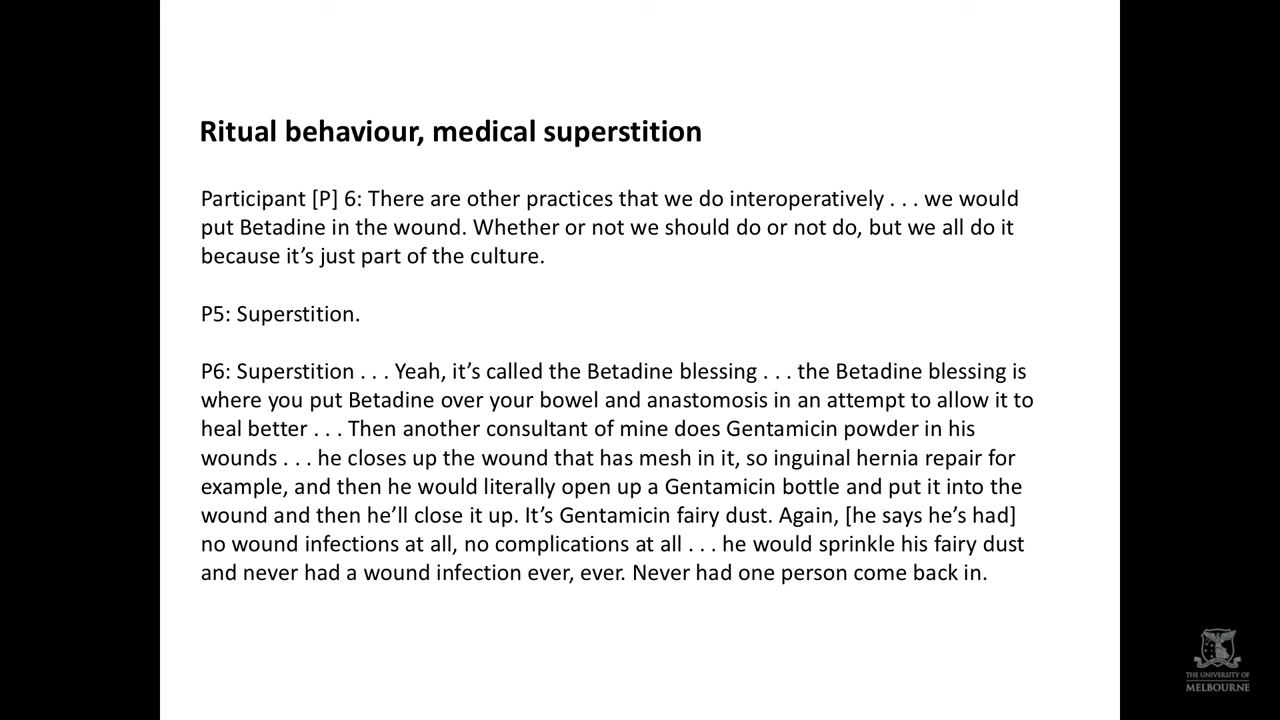 Ritual behaviour, medical superstition
Participant [P] 6: There are other practices that we do interoperatively . . . we would
put Betadine in the wound. Whether or not we should do or not do, but we all do it
because it’s just part of the culture.
P5: Superstition.
P6: Superstition . . . Yeah, it’s called the Betadine blessing . . . the Betadine blessing is
where you put Betadine over your bowel and anastomosis in an attempt to allow it to
heal better . . . Then another consultant of mine does Gentamicin powder in his
wounds . . . he closes up the wound that has mesh in it, so inguinal hernia repair for
example, and then he would literally open up a Gentamicin bottle and put it into the
wound and then he’ll close it up. It’s Gentamicin fairy dust. Again, [he says he’s had]
no wound infections at all, no complications at all . . . he would sprinkle his fairy dust
and never had a wound infection ever, ever. Never had one person come back in.
THE UNIVERSITY OF
MELBOURNE